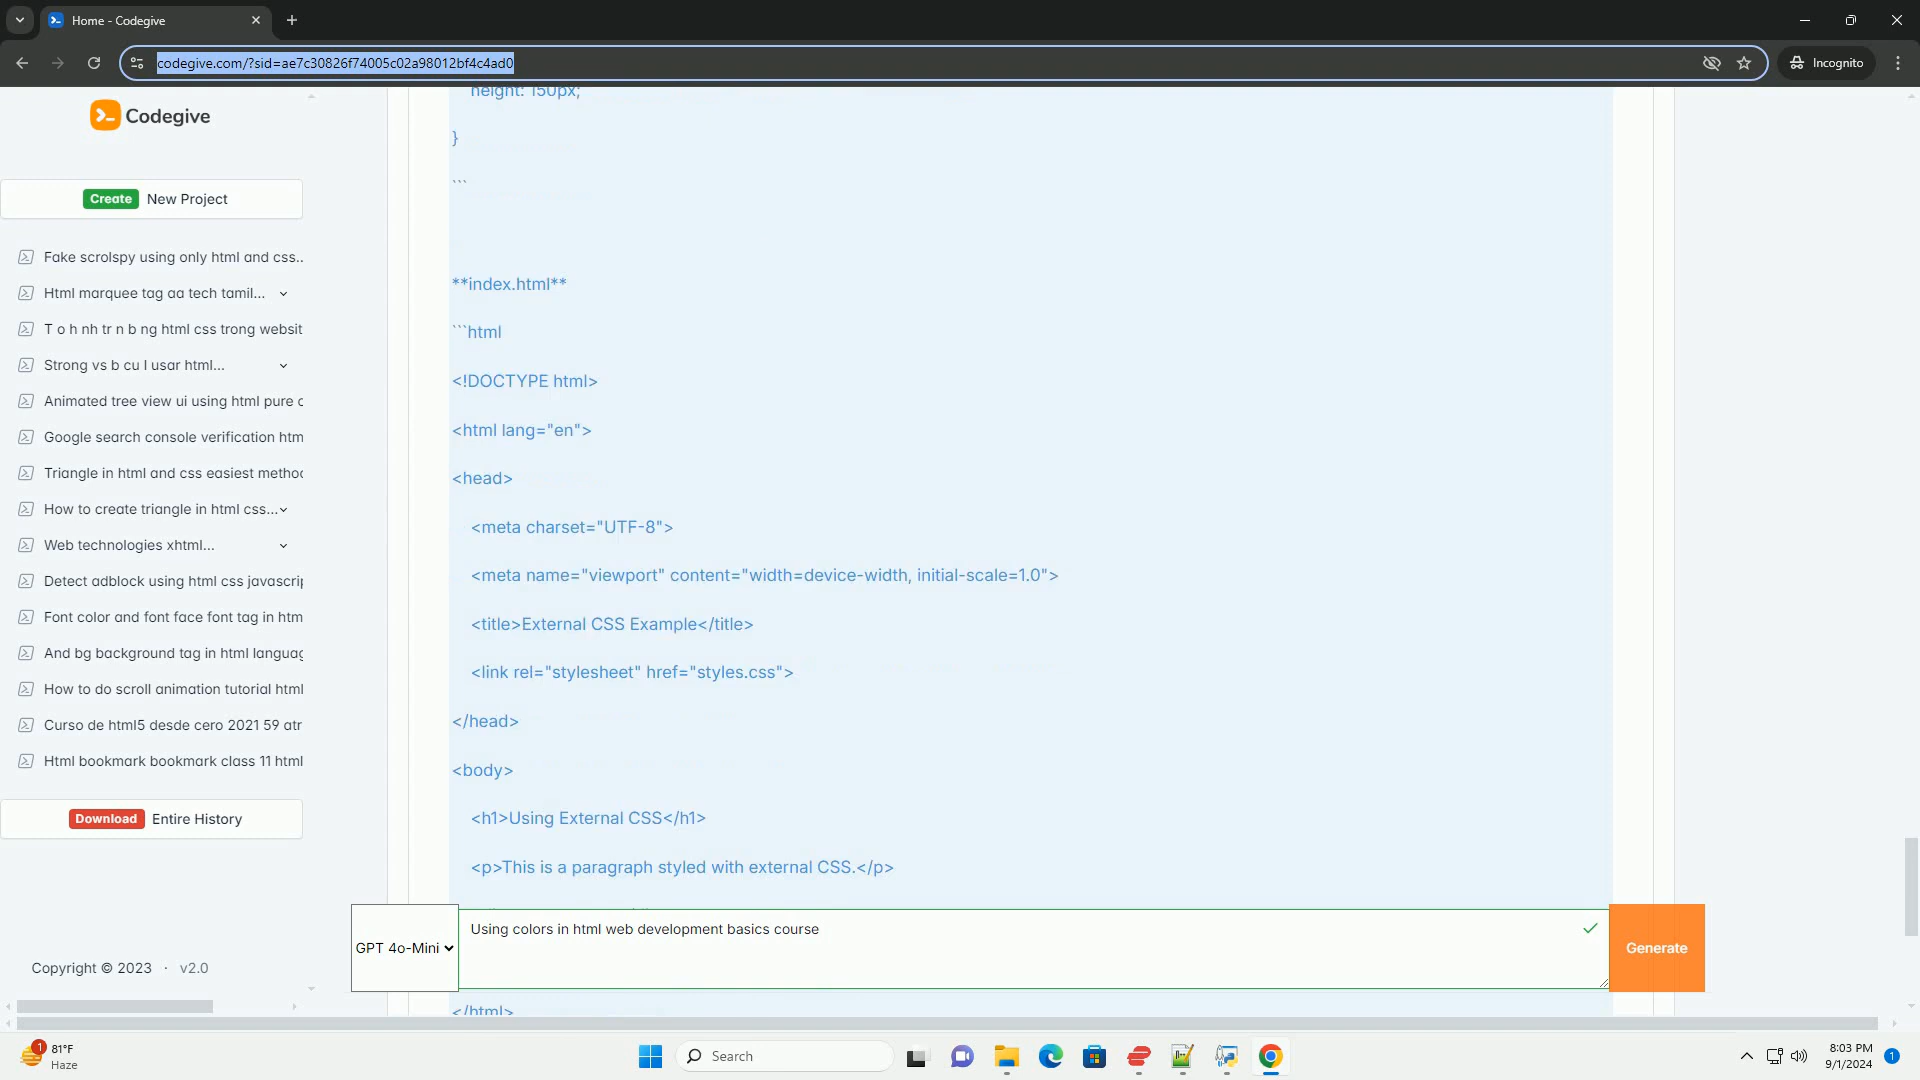 Home - Codegive
codegive.com/?sid=ae7c30826f74005c02a98012bf4c4ad0
Incognito
Codegive
Create New Project
Fake scrolspy using only html and css..
Html marquee tag aa tech tamil...
T o h nh tr n b ng html css trong websit
Strong vs b cu l usar html...
Animated tree view ui using html pure c
Google search console verification htm
Triangle in html and css easiest method
How to create triangle in html css...
Web technologies xhtml...
Detect adblock using html css javascrip
Font color and font face font tag in htm
And bg background tag in html languag
How to do scroll animation tutorial html
Curso de html5 desde cero 2021 59 atr
Html bookmark bookmark class 11 html
Download Entire History
Copyright © 2023 · v2.0
height: 150px;
}
```
**index.html**
```html
<!DOCTYPE html>
<html lang="en">
<head>
<meta charset="UTF-8">
<meta name="viewport" content="width=device-width, initial-scale=1.0">
<title>External CSS Example</title>
<link rel="stylesheet" href="styles.css">
</head>
<body>
<h1>Using External CSS</h1>
<p>This is a paragraph styled with external CSS.</p>
GPT 4o-Mini
Using colors in html web development basics course
Generate
</html>
1
81°F
Haze
Search
8:03 PM
9/1/2024
1